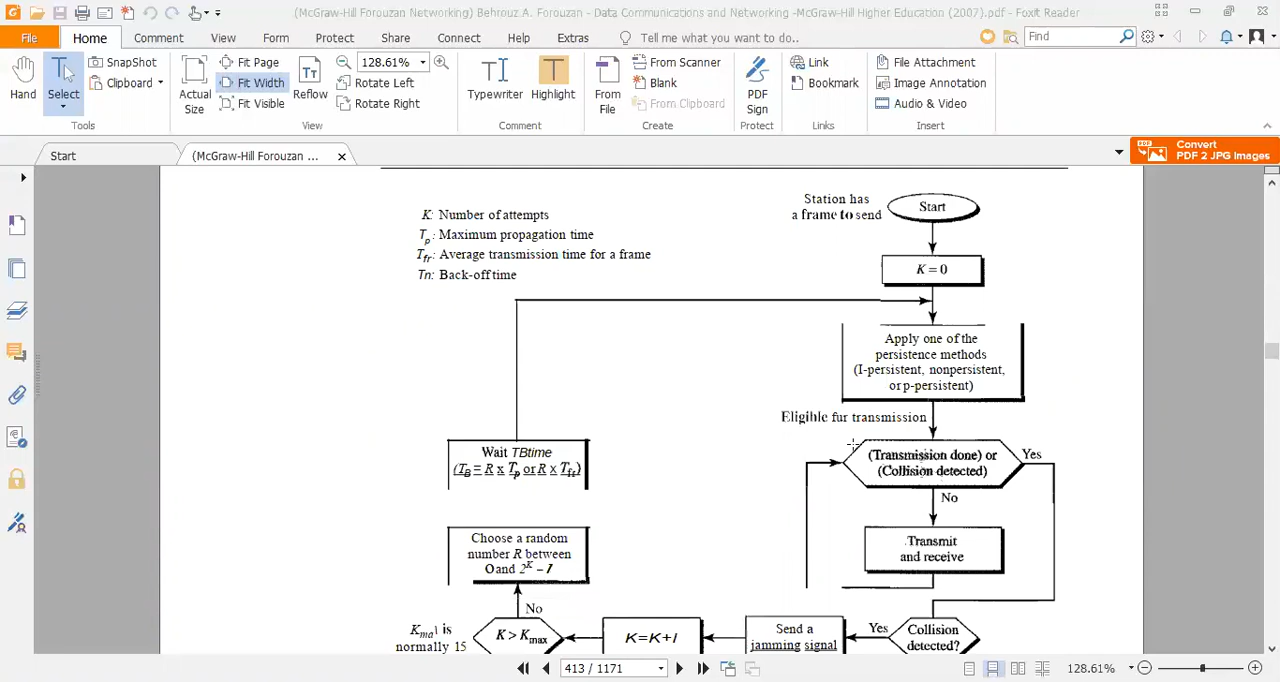 (McGraw-Hill Forouzan Networking) Behrouz A. Forouzan - Data Communications and Networking -McGraw-Hill Higher Education (2007).pdf - Foxit Reader
File Home Comment View Form Protect Share Connect Help Extras Tell me what you want to do.. Find
Hand
Select
SnapShot
Clipboard
Tools
Actual
Size
Fit Page
Fit Width
Fit Visible
Reflow
128.61%
Rotate Left
Rotate Right
View
Typewriter
Highlight
Comment
From
File
From Scanner
Blank
From Clipboard
Create
PDF
Sign
Protect
Link
Bookmark
Links
File Attachment
Image Annotation
Audio & Video
Insert
Start
(McGraw-Hill Forouzan ...
Convert
PDF 2 JPG Images
K: Number of attempts
Tp: Maximum propagation time
Tfr: Average transmission time for a frame
Tn: Back-off time
Station has
a frame to send
Start
K = 0
Apply one of the
persistence methods
(I-persistent, nonpersistent,
or p-persistent)
Eligible fur transmission
Wait TBtime
(TB = R x Tp or R x Tfr)
(Transmission done) or
(Collision detected)
Yes
No
Transmit
and receive
Choose a random
number R between
0 and 2^K - 1
No
Kmal is
normally 15
K > Kmax
K=K+l
Send a
jamming signal
Yes
Collision
detected?
413 / 1171
128.61%